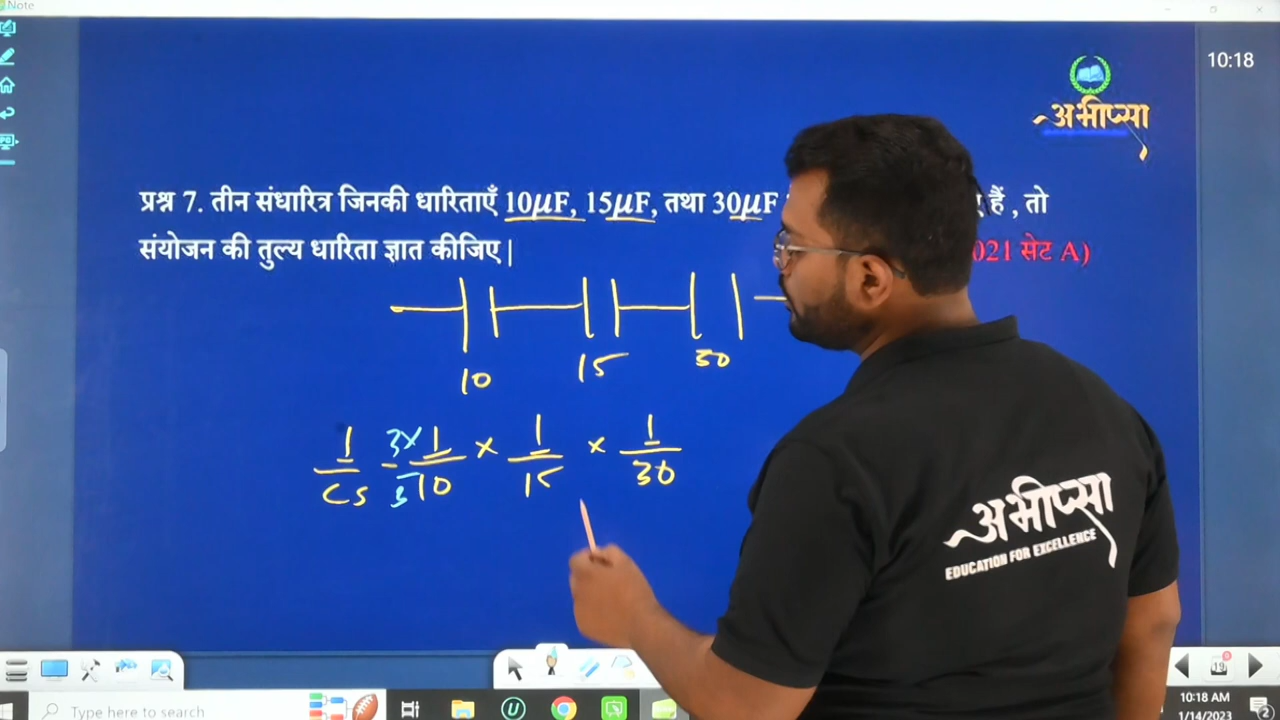 Note
10:18
अभीप्सा
प्रश्न 7. तीन संधारित्र जिनकी धारिताएँ 10μF, 15μF, तथा 30μF हैं , तो
संयोजन की तुल्य धारिता ज्ञात कीजिए |
021 सेट A)
10 15 30
1/Cs = 3×1/3 10 × 1/15 × 1/30
अभीप्सा
EDUCATION FOR EXCELLENCE
19
Type here to search
10:18 AM
1/14/2023
2